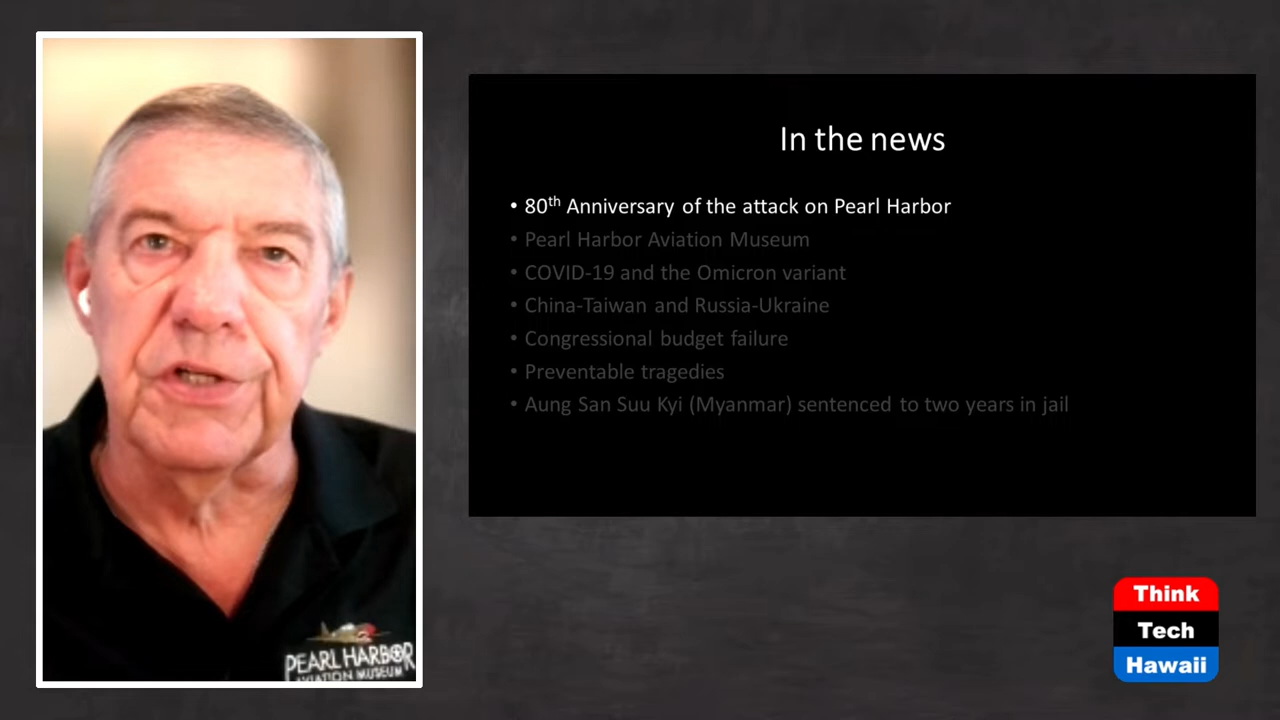 In the news
• 80th Anniversary of the attack on Pearl Harbor
• Pearl Harbor Aviation Museum
• COVID-19 and the Omicron variant
• China-Taiwan and Russia-Ukraine
• Congressional budget failure
• Preventable tragedies
• Aung San Suu Kyi (Myanmar) sentenced to two years in jail
PEARL HARBOR
AVIATION MUSEUM
Think
Tech
Hawaii